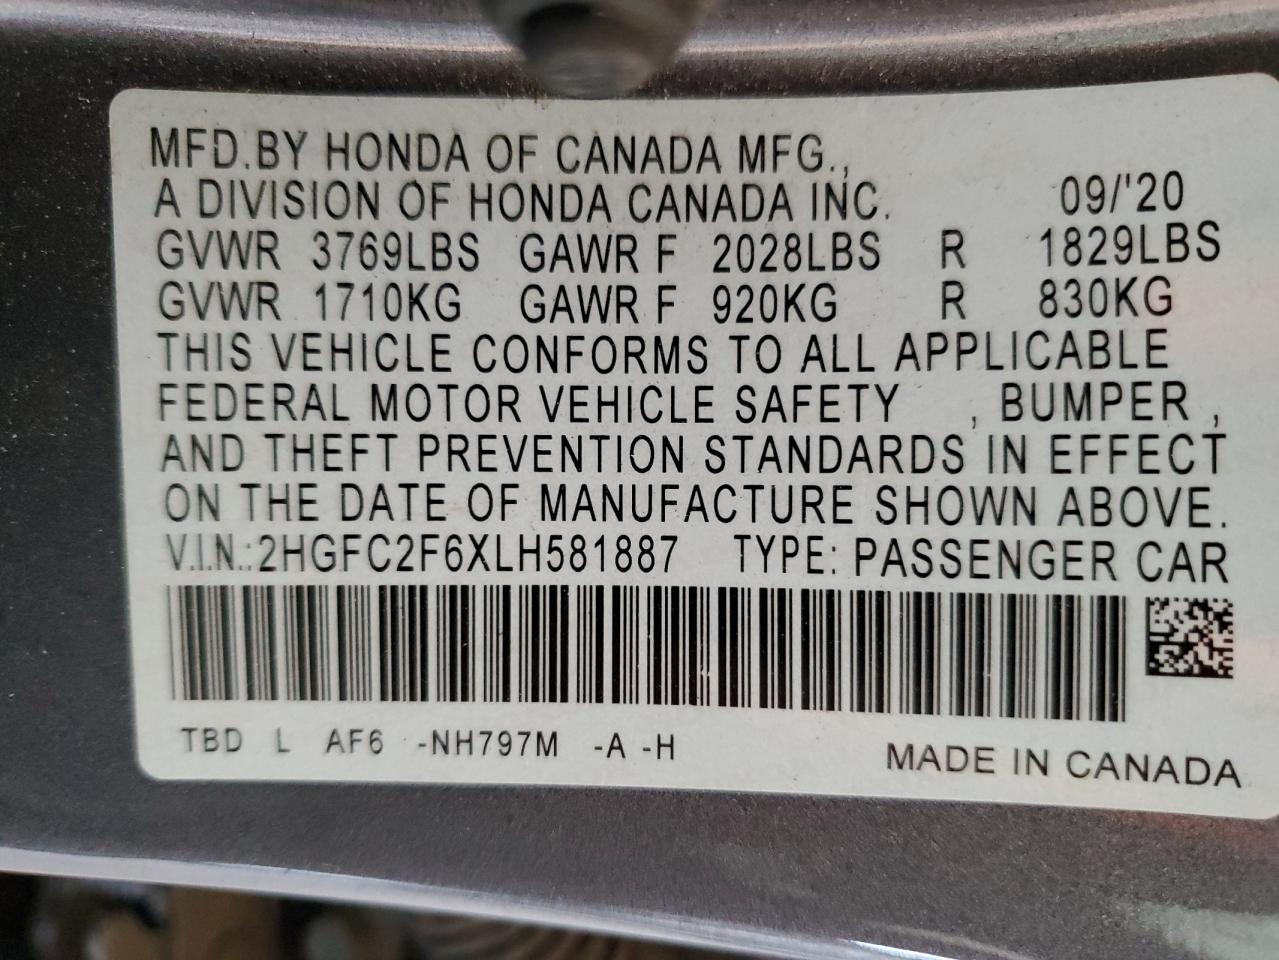 MFD.BY HONDA OF CANADA MFG.,
A DIVISION OF HONDA CANADA INC. 09/'20
GVWR 3769LBS GAWR F 2028LBS R 1829LBS
GVWR 1710KG GAWR F 920KG R 830KG
THIS VEHICLE CONFORMS TO ALL APPLICABLE
FEDERAL MOTOR VEHICLE SAFETY , BUMPER ,
AND THEFT PREVENTION STANDARDS IN EFFECT
ON THE DATE OF MANUFACTURE SHOWN ABOVE.
V.I.N.:2HGFC2F6XLH581887 TYPE: PASSENGER CAR
TBD L AF6 -NH797M -A -H MADE IN CANADA